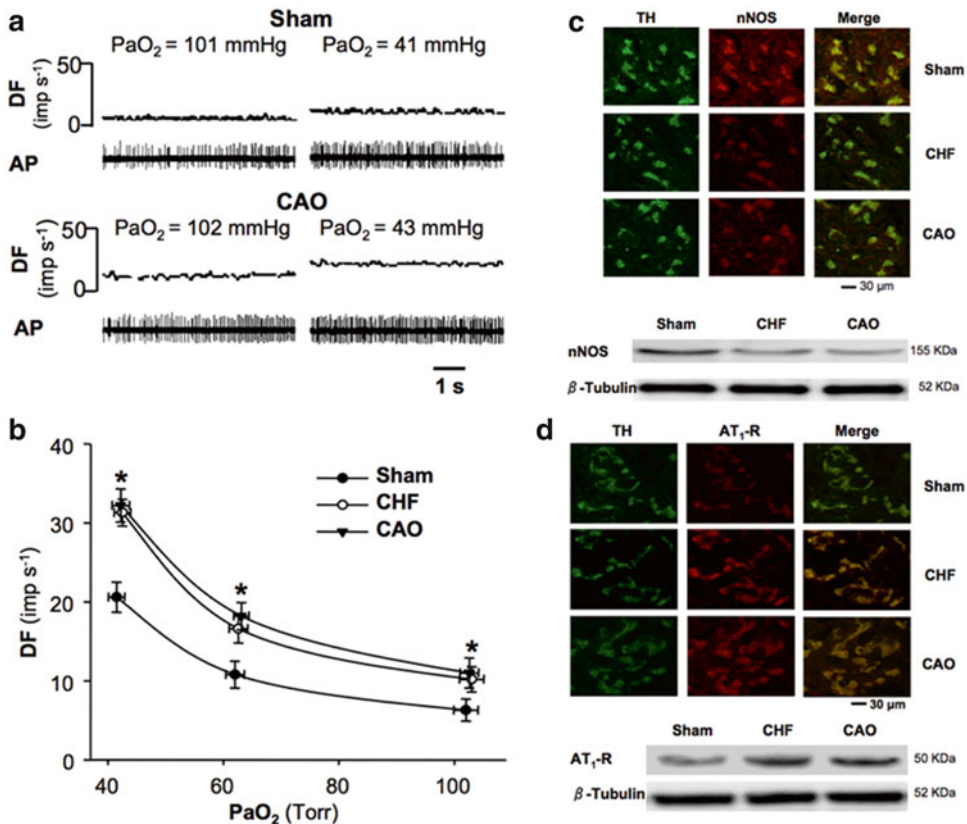 a
Sham
PaO₂ = 101 mmHg PaO₂ = 41 mmHg
50
DF
(imp s⁻¹)
0
AP
CAO
PaO₂ = 102 mmHg PaO₂ = 43 mmHg
50
DF
(imp s⁻¹)
0
AP
1 s
b
40
30
20
10
0
DF (imp s⁻¹)
* * *
Sham
CHF
CAO
40 60 80 100
PaO₂ (Torr)
c
TH nNOS Merge
Sham
CHF
CAO
30 µm
Sham CHF CAO
nNOS 155 KDa
β-Tubulin 52 KDa
d
TH AT₁-R Merge
Sham
CHF
CAO
30 µm
Sham CHF CAO
AT₁-R 50 KDa
β-Tubulin 52 KDa